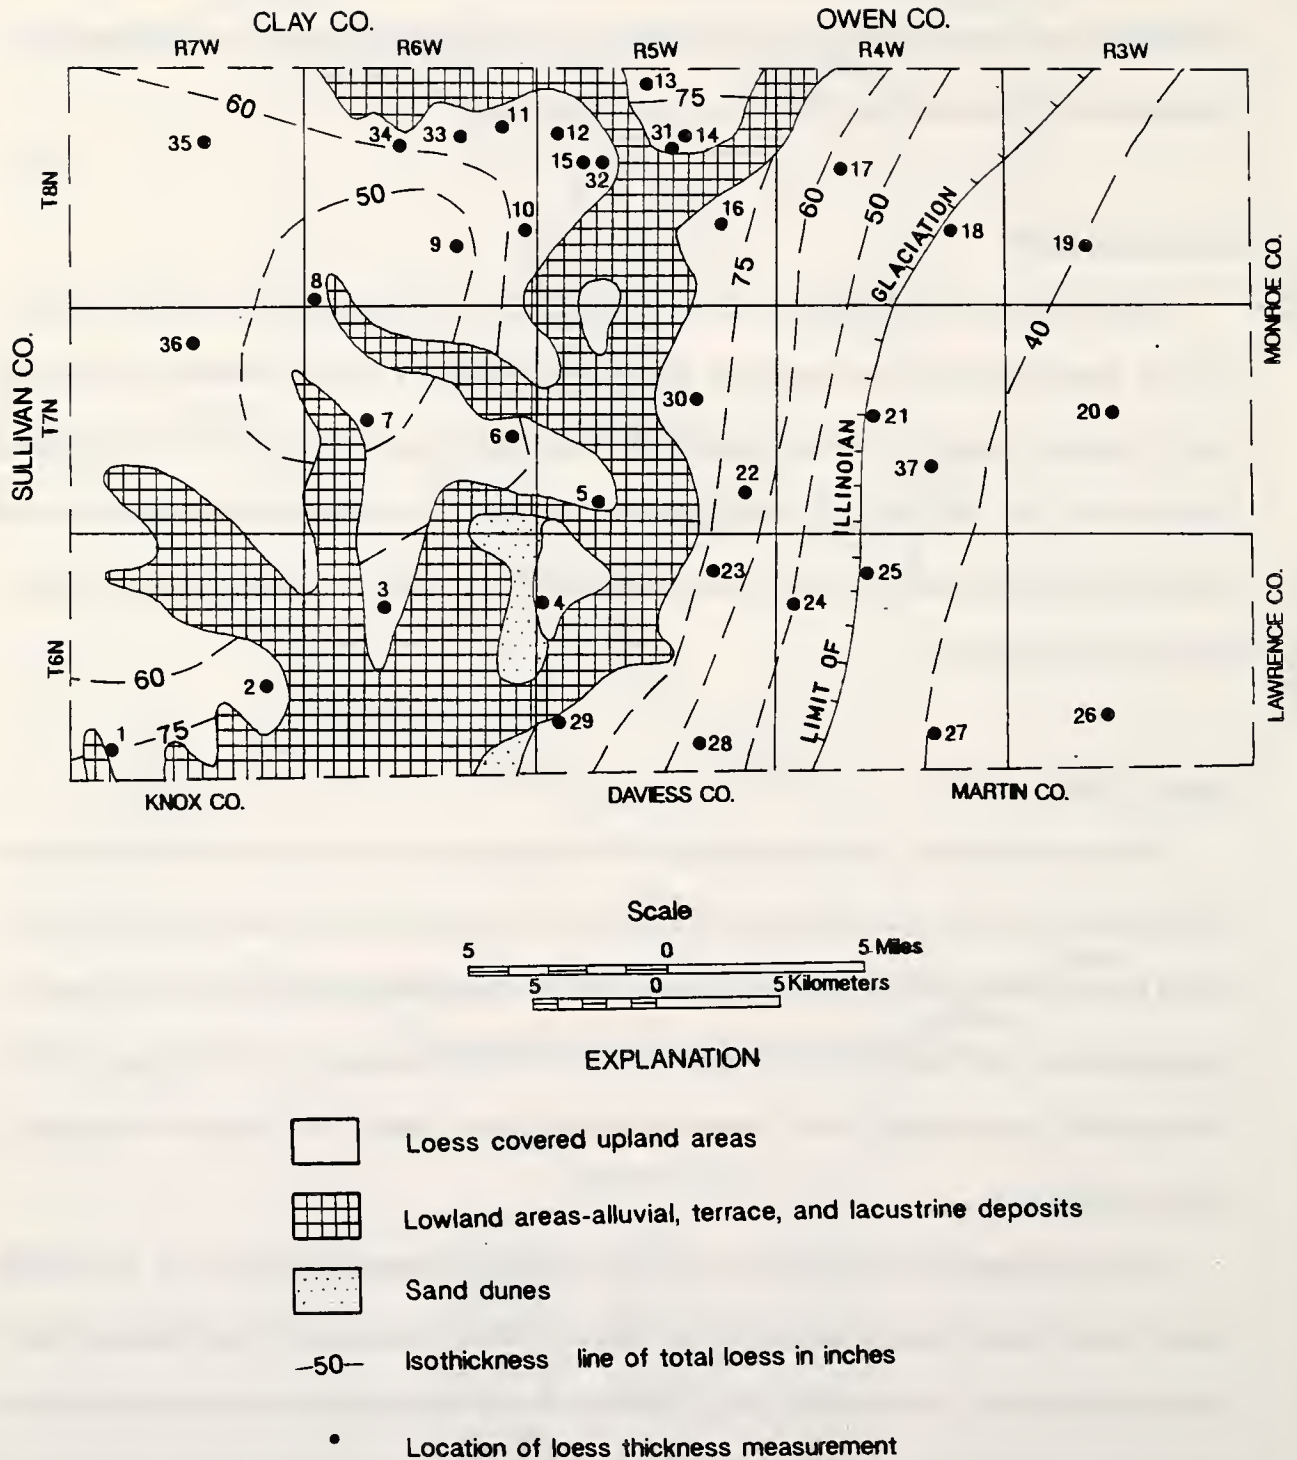 CLAY CO.
OWEN CO.
R7W
R6W
R5W
R4W
R3W
T8N
T7N
T6N
SULLIVAN CO.
MONROE CO.
LAWRENCE CO.
60
50
75
75
60
50
40
60
75
35
34
33
11
12
13
31
14
15
32
10
9
8
16
17
18
19
36
7
6
5
30
22
21
37
20
3
4
23
24
25
2
1
29
28
27
26
LIMIT OF ILLINOIAN GLACIATION
KNOX CO.
DAVIESS CO.
MARTIN CO.
Scale
5 0 5 Miles
5 0 5 Kilometers
EXPLANATION
Loess covered upland areas
Lowland areas-alluvial, terrace, and lacustrine deposits
Sand dunes
-50- Isothickness line of total loess in inches
Location of loess thickness measurement